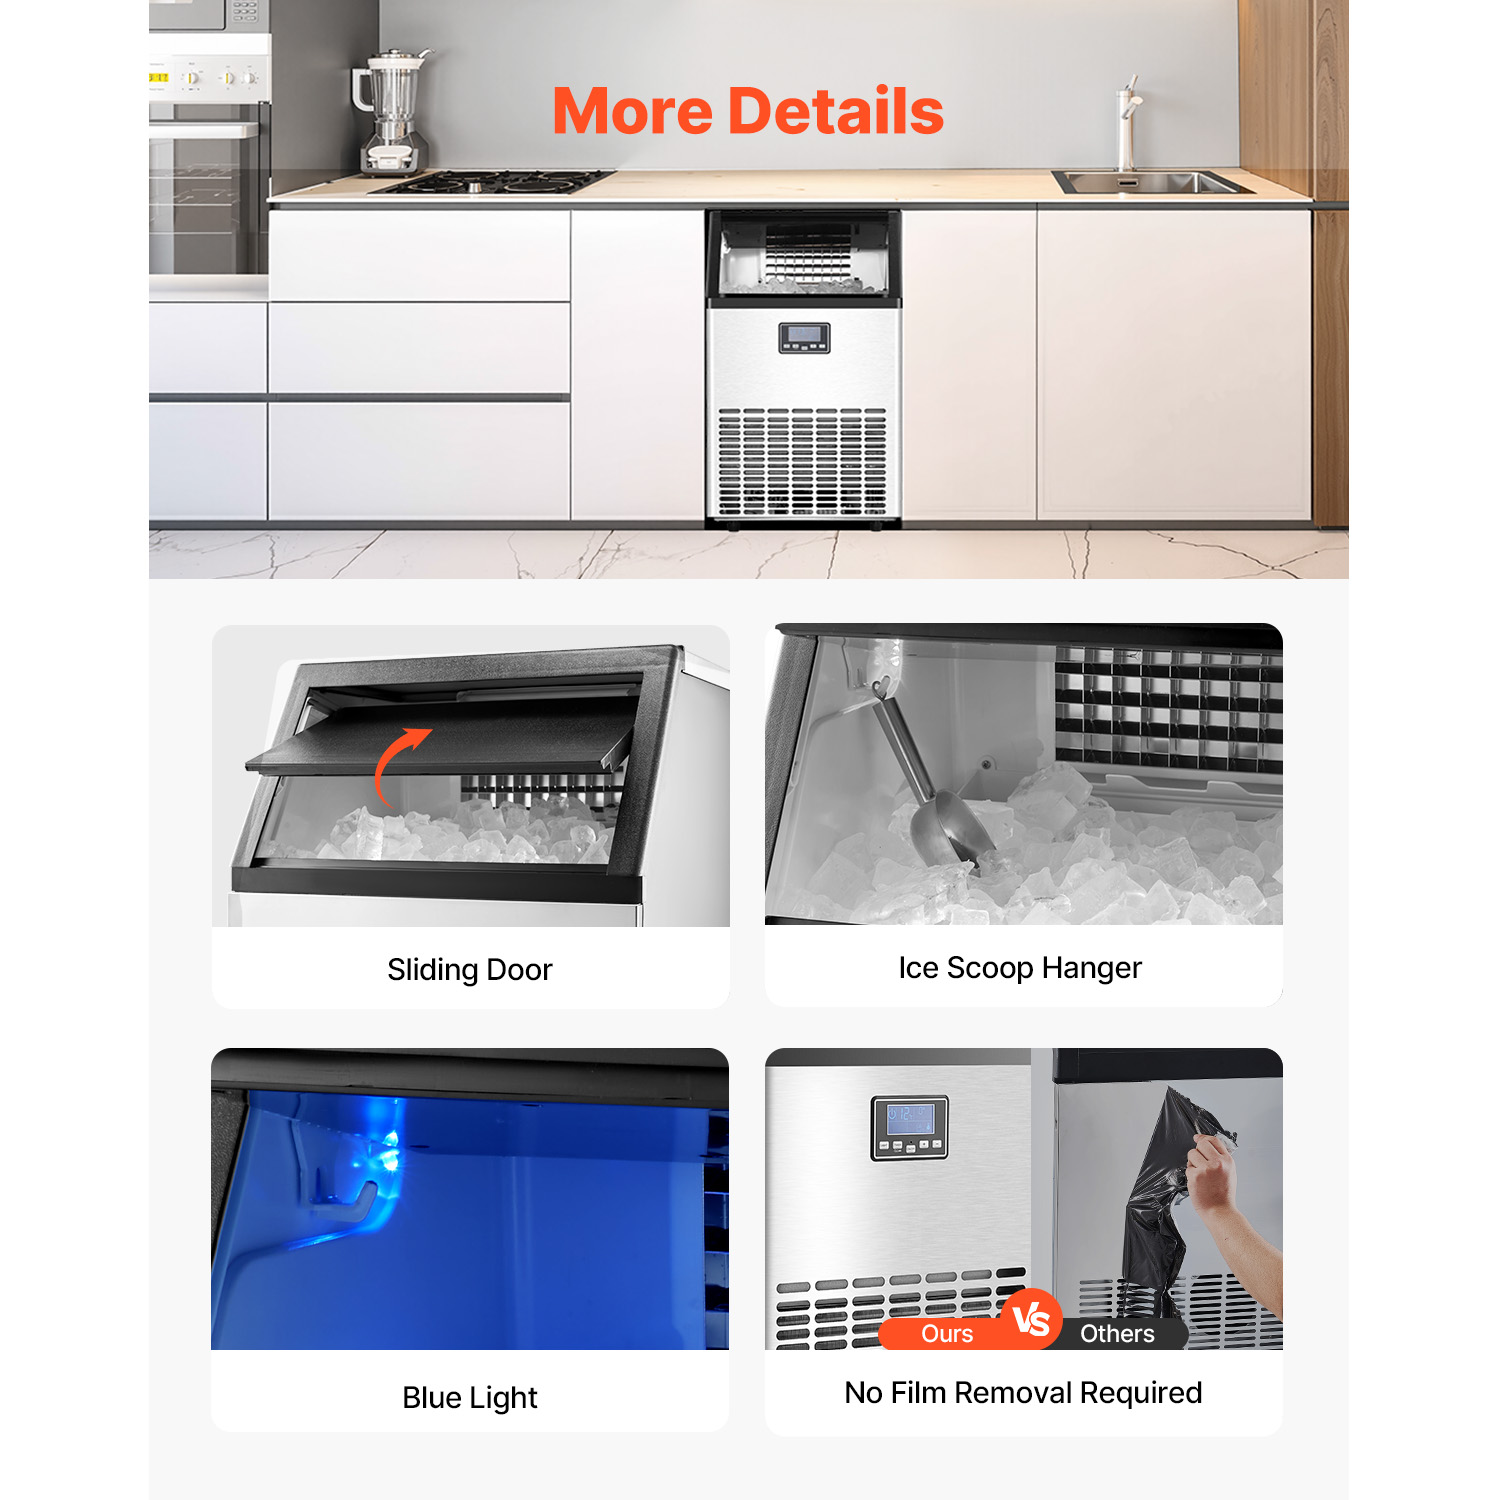 More Details
Sliding Door
Ice Scoop Hanger
Blue Light
Ours
VS
Others
No Film Removal Required